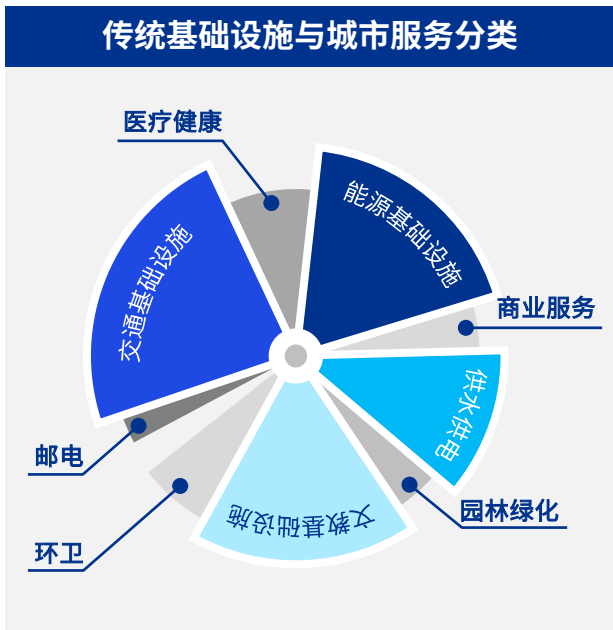 传统基础设施与城市服务分类
医疗健康
能源基础设施
交通基础设施
商业服务
供水供电
邮电
园林绿化
文教基础设施
环卫